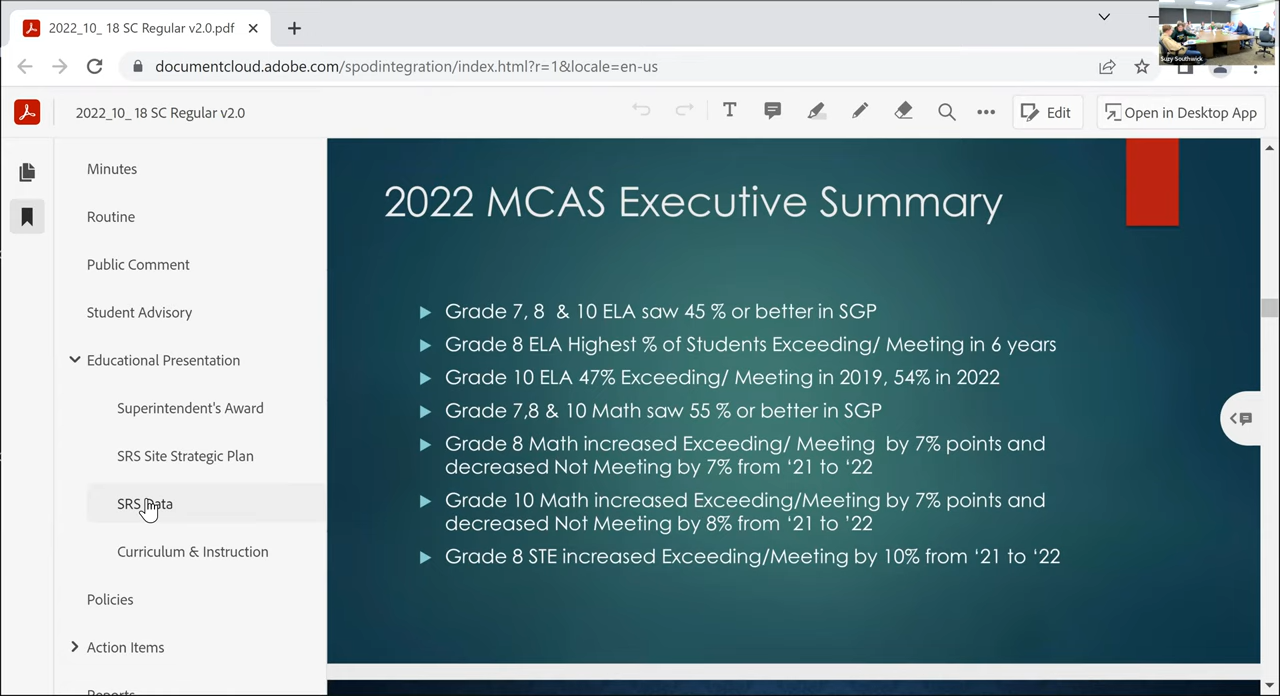 2022_10_ 18 SC Regular v2.0.pdf
Suzy Southwick
documentcloud.adobe.com/spodintegration/index.html?r=1&locale=en-us
2022_10_ 18 SC Regular v2.0
T
Edit
Open in Desktop App
Minutes
Routine
Public Comment
Student Advisory
Educational Presentation
Superintendent's Award
SRS Site Strategic Plan
SRS Data
Curriculum & Instruction
Policies
Action Items
Reports
2022 MCAS Executive Summary
Grade 7, 8 & 10 ELA saw 45 % or better in SGP
Grade 8 ELA Highest % of Students Exceeding/ Meeting in 6 years
Grade 10 ELA 47% Exceeding/ Meeting in 2019, 54% in 2022
Grade 7,8 & 10 Math saw 55 % or better in SGP
Grade 8 Math increased Exceeding/ Meeting by 7% points and
decreased Not Meeting by 7% from ‘21 to ‘22
Grade 10 Math increased Exceeding/Meeting by 7% points and
decreased Not Meeting by 8% from ‘21 to ’22
Grade 8 STE increased Exceeding/Meeting by 10% from ‘21 to ‘22